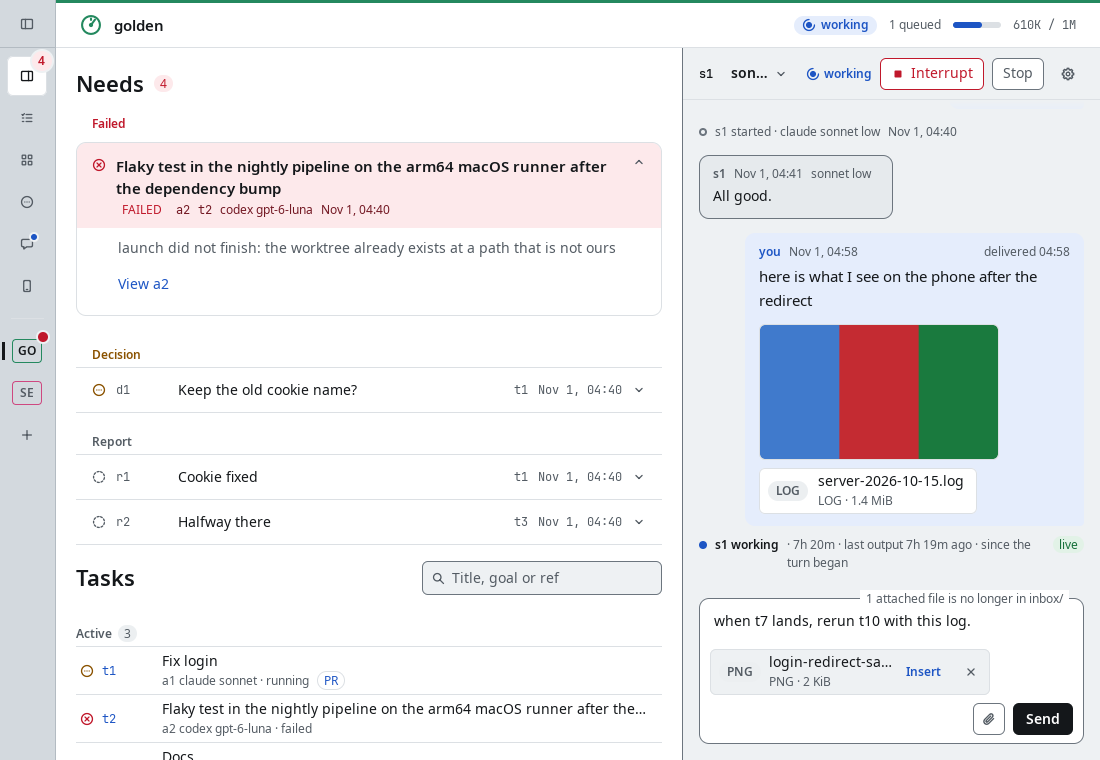 golden
working
1 queued
610K / 1M
4
GO
SE
Needs 4
Failed
Flaky test in the nightly pipeline on the arm64 macOS runner after
the dependency bump
FAILED a2 t2 codex gpt-6-luna Nov 1, 04:40
launch did not finish: the worktree already exists at a path that is not ours
View a2
Decision
d1 Keep the old cookie name? t1 Nov 1, 04:40
Report
r1 Cookie fixed t1 Nov 1, 04:40
r2 Halfway there t3 Nov 1, 04:40
Tasks
Title, goal or ref
Active 3
t1 Fix login
a1 claude sonnet · running PR
t2 Flaky test in the nightly pipeline on the arm64 macOS runner after the…
a2 codex gpt-6-luna · failed
Docs
s1 son… working Interrupt Stop
s1 started · claude sonnet low Nov 1, 04:40
s1 Nov 1, 04:41 sonnet low
All good.
you Nov 1, 04:58 delivered 04:58
here is what I see on the phone after the
redirect
LOG
server-2026-10-15.log
LOG · 1.4 MiB
s1 working · 7h 20m · last output 7h 19m ago · since the
turn began
live
1 attached file is no longer in inbox/
when t7 lands, rerun t10 with this log.
PNG
login-redirect-sa…
PNG · 2 KiB
Insert
Send